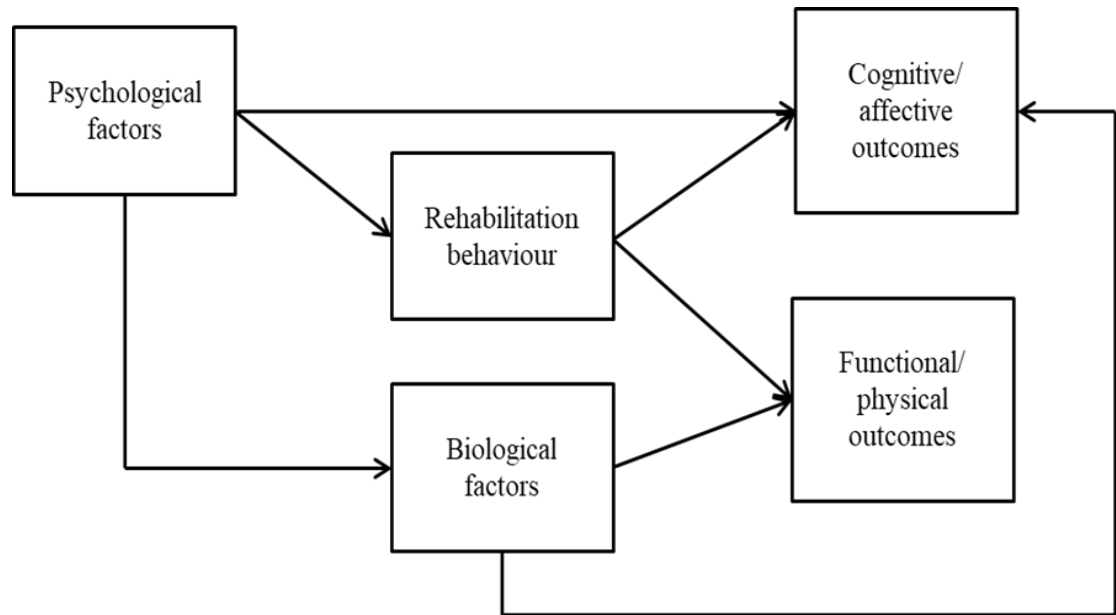 Psychological
factors
Cognitive/
affective
outcomes
Rehabilitation
behaviour
Functional/
physical
outcomes
Biological
factors